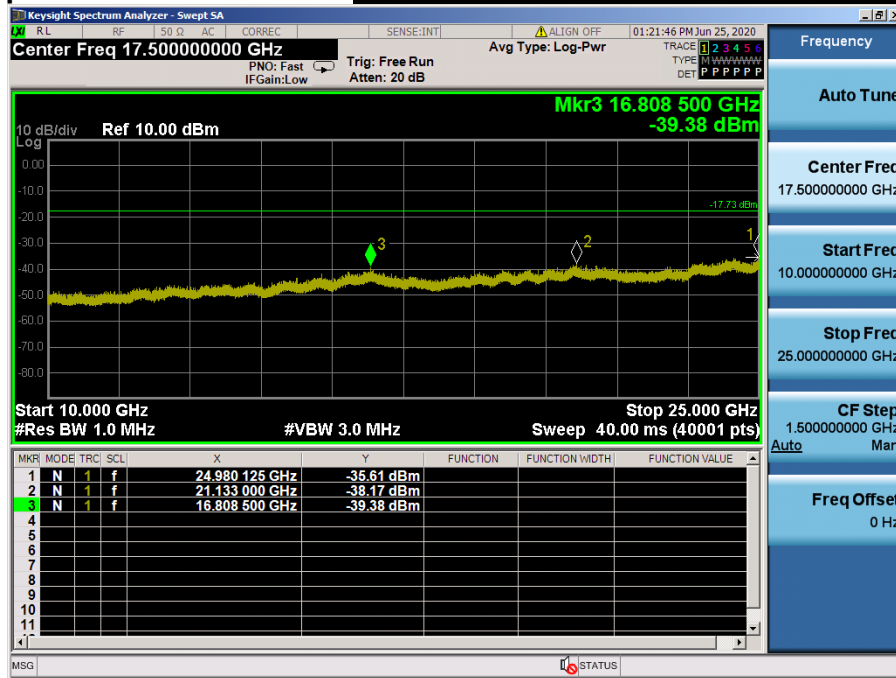 Keysight Spectrum Analyzer - Swept SA
LXI RL RF 50 Ω AC CORREC SENSE:INT ALIGN OFF 01:21:46 PM Jun 25, 2020
Center Freq 17.500000000 GHz
PNO: Fast
IFGain:Low
Trig: Free Run
Atten: 20 dB
Avg Type: Log-Pwr
TRACE 1 2 3 4 5 6
TYPE M WWWWW
DET P P P P P P
Mkr3 16.808 500 GHz
-39.38 dBm
10 dB/div Ref 10.00 dBm
Log
0.00
-10.0
-17.73 dBm
-20.0
-30.0
3
2
1
-40.0
-50.0
-60.0
-70.0
-80.0
Start 10.000 GHz Stop 25.000 GHz
#Res BW 1.0 MHz #VBW 3.0 MHz Sweep 40.00 ms (40001 pts)
MKR MODE TRC SCL X Y FUNCTION FUNCTION WIDTH FUNCTION VALUE
1 N 1 f 24.980 125 GHz -35.61 dBm
2 N 1 f 21.133 000 GHz -38.17 dBm
3 N 1 f 16.808 500 GHz -39.38 dBm
4
5
6
7
8
9
10
11
MSG STATUS
Frequency
Auto Tune
Center Freq
17.500000000 GHz
Start Freq
10.000000000 GHz
Stop Freq
25.000000000 GHz
CF Step
1.500000000 GHz
Auto Man
Freq Offset
0 Hz